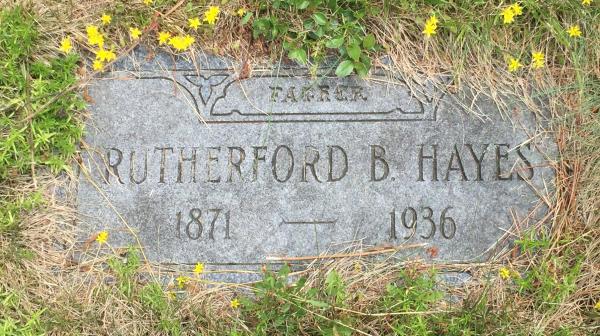 FATHER
RUTHERFORD B. HAYES
1871 — 1936